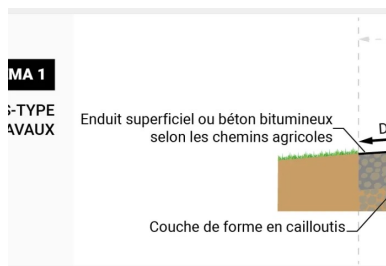 MA 1
S-TYPE
AVAUX
Enduit superficiel ou béton bitumineux
selon les chemins agricoles
D
Couche de forme en cailloutis